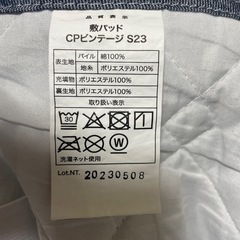 品質表示
敷パッド
CPビンテージ S23
表生地 パイル 綿100%
地糸 ポリエステル100%
充填物 ポリエステル100%
裏生地 ポリエステル100%
取り扱い表示
30
W
洗濯ネット使用
Lot.NT. 20230508